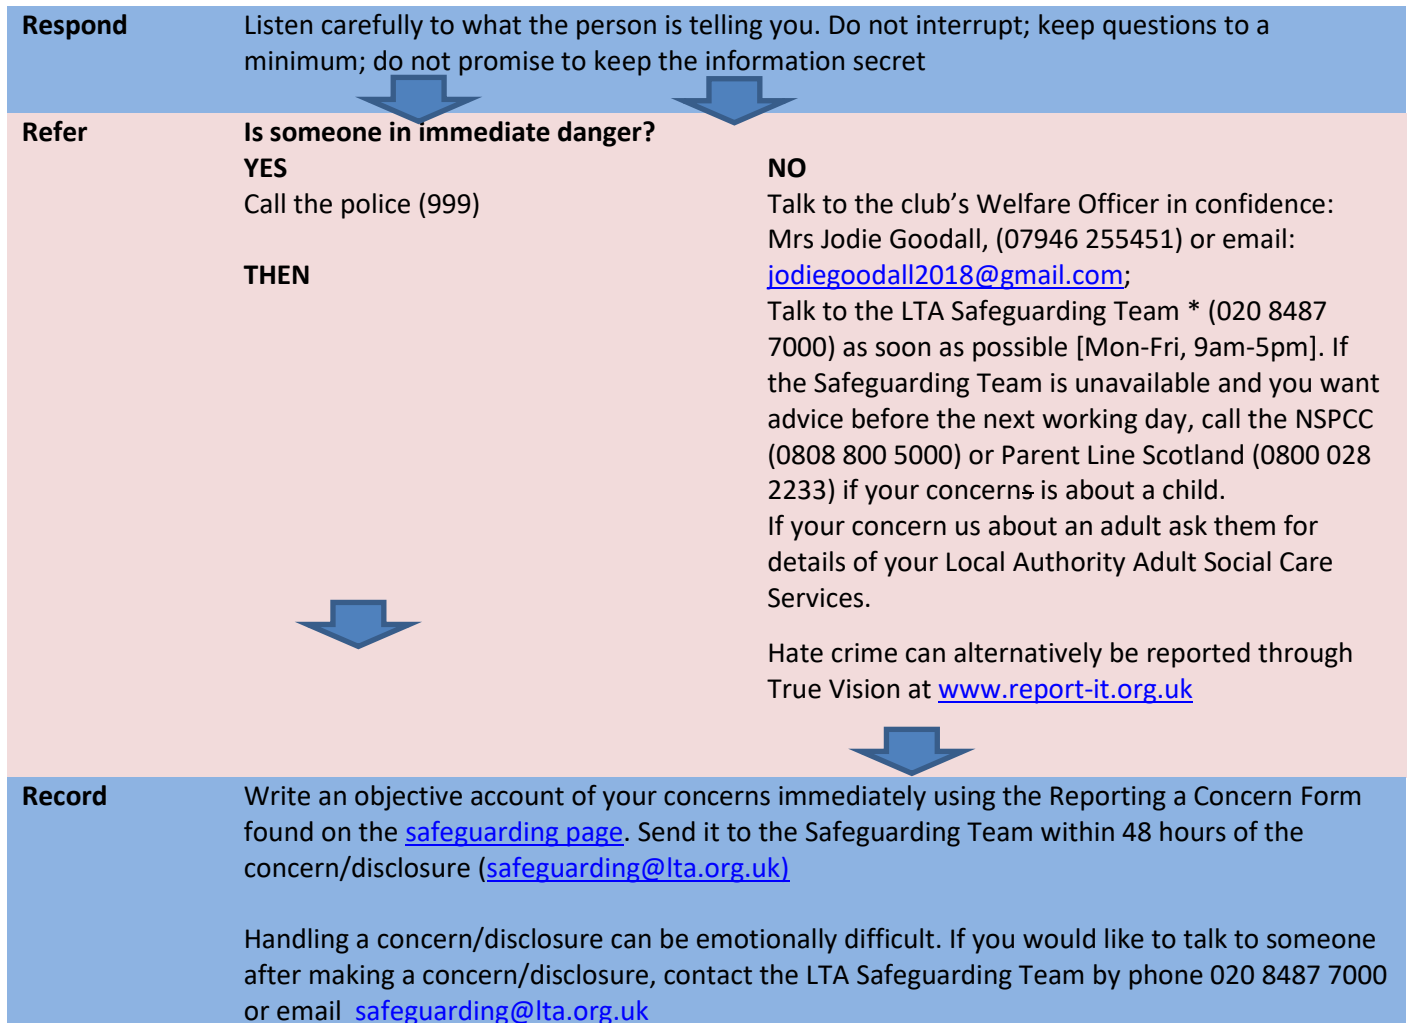 Respond
Listen carefully to what the person is telling you. Do not interrupt; keep questions to a
minimum; do not promise to keep the information secret
Refer
Is someone in immediate danger?
YES
Call the police (999)
THEN
NO
Talk to the club’s Welfare Officer in confidence:
Mrs Jodie Goodall, (07946 255451) or email:
jodiegoodall2018@gmail.com;
Talk to the LTA Safeguarding Team * (020 8487
7000) as soon as possible [Mon-Fri, 9am-5pm]. If
the Safeguarding Team is unavailable and you want
advice before the next working day, call the NSPCC
(0808 800 5000) or Parent Line Scotland (0800 028
2233) if your concerns is about a child.
If your concern us about an adult ask them for
details of your Local Authority Adult Social Care
Services.
Hate crime can alternatively be reported through
True Vision at www.report-it.org.uk
Record
Write an objective account of your concerns immediately using the Reporting a Concern Form
found on the safeguarding page. Send it to the Safeguarding Team within 48 hours of the
concern/disclosure (safeguarding@lta.org.uk)
Handling a concern/disclosure can be emotionally difficult. If you would like to talk to someone
after making a concern/disclosure, contact the LTA Safeguarding Team by phone 020 8487 7000
or email safeguarding@lta.org.uk